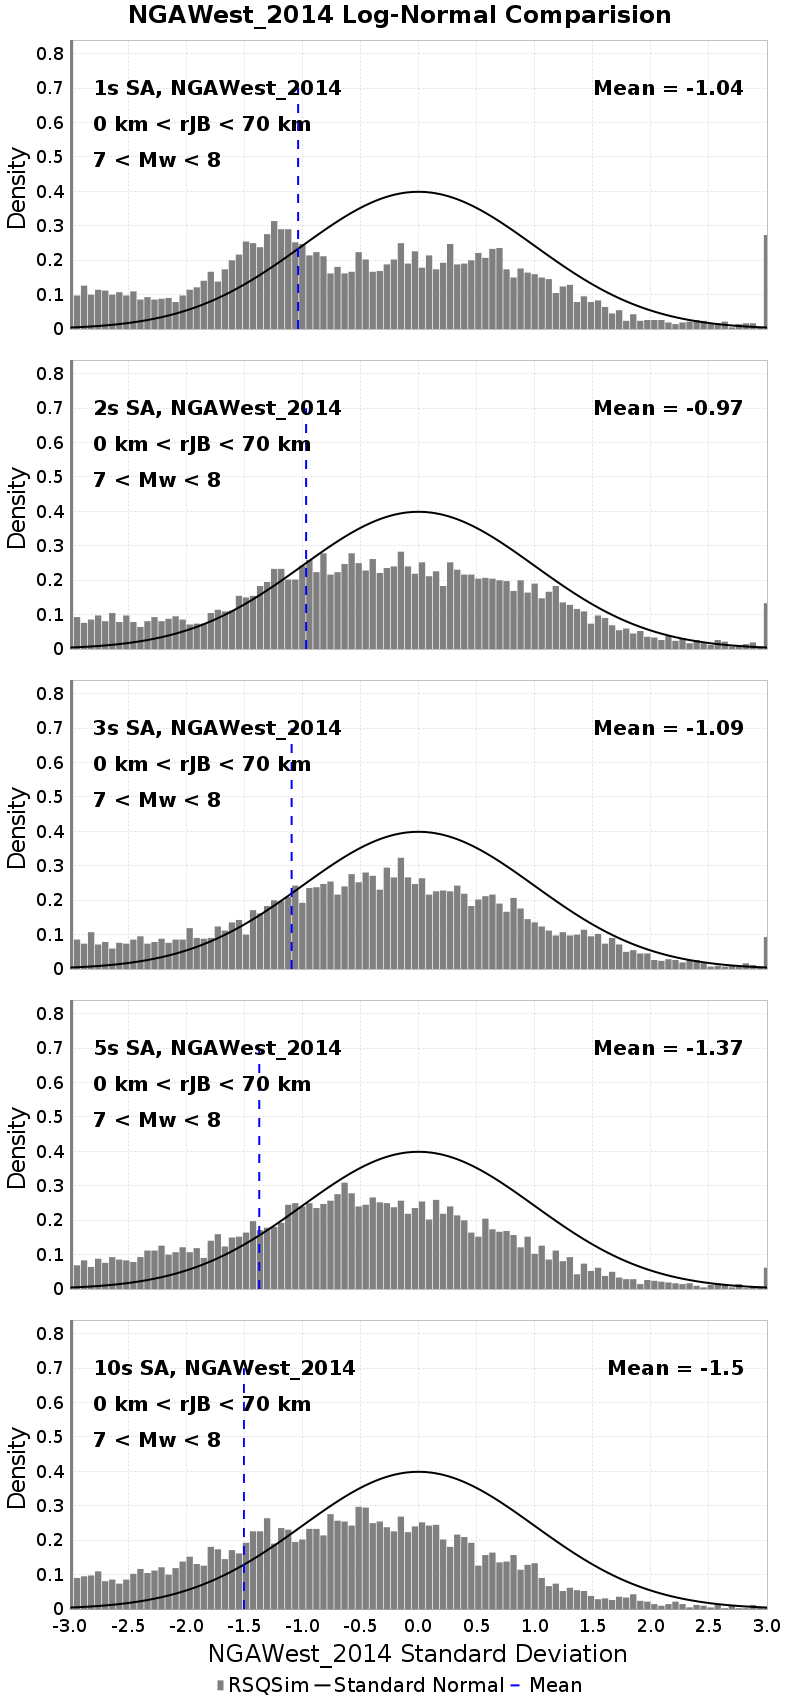 NGAWest_2014 Log-Normal Comparision
0.8
0.7
0.6
0.5
0.4
0.3
0.2
0.1
0
Density
1s SA, NGAWest_2014
Mean = -1.04
0 km < rJB < 70 km
7 < Mw < 8
0.8
0.7
0.6
0.5
0.4
0.3
0.2
0.1
0
Density
2s SA, NGAWest_2014
Mean = -0.97
0 km < rJB < 70 km
7 < Mw < 8
0.8
0.7
0.6
0.5
0.4
0.3
0.2
0.1
0
Density
3s SA, NGAWest_2014
Mean = -1.09
0 km < rJB < 70 km
7 < Mw < 8
0.8
0.7
0.6
0.5
0.4
0.3
0.2
0.1
0
Density
5s SA, NGAWest_2014
Mean = -1.37
0 km < rJB < 70 km
7 < Mw < 8
0.8
0.7
0.6
0.5
0.4
0.3
0.2
0.1
0
Density
10s SA, NGAWest_2014
Mean = -1.5
0 km < rJB < 70 km
7 < Mw < 8
-3.0 -2.5 -2.0 -1.5 -1.0 -0.5 0.0 0.5 1.0 1.5 2.0 2.5 3.0
NGAWest_2014 Standard Deviation
RSQSim Standard Normal Mean